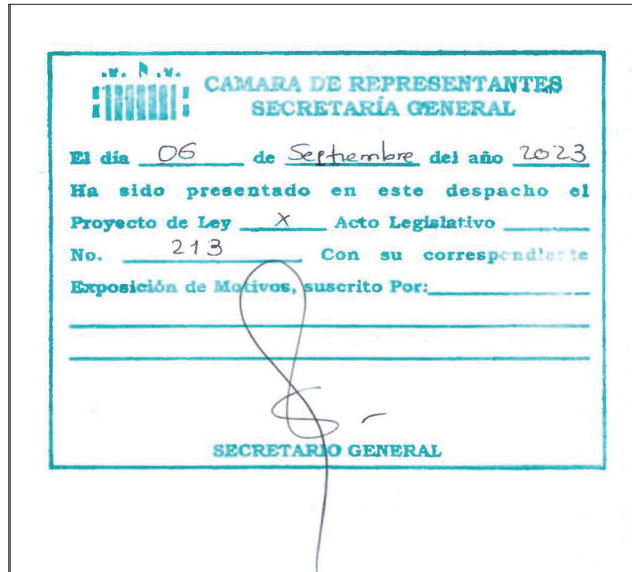 CAMARA DE REPRESENTANTES
SECRETARÍA GENERAL
El día 06 de Septiembre del año 2023
Ha sido presentado en este despacho el
Proyecto de Ley X Acto Legislativo
No. 213 Con su correspondiente
Exposición de Motivos, suscrito Por:
SECRETARIO GENERAL